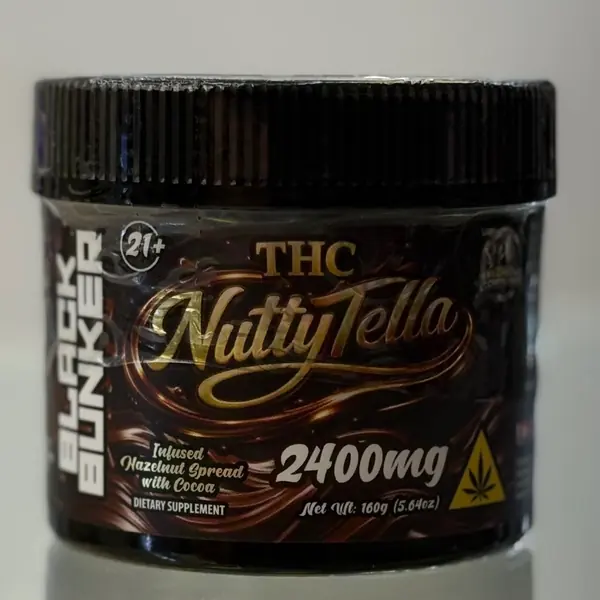 21+
BLACK
BUNKER
THC
NuttyTella
Infused
Hazelnut Spread
with Cocoa
DIETARY SUPPLEMENT
2400mg
Net Wt: 160g (5.64oz)